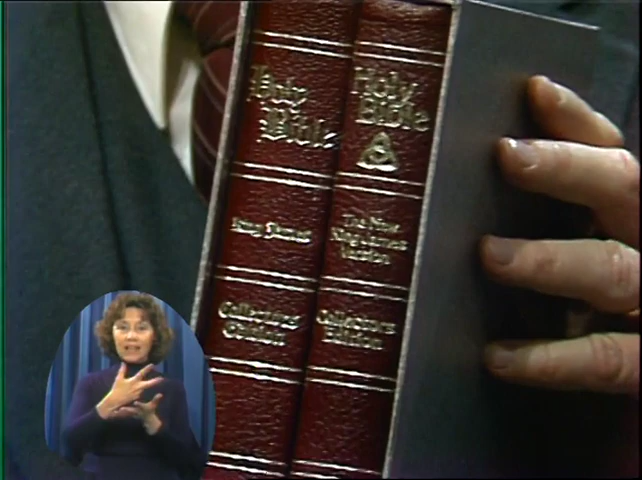 Holy
Bible
King James
Collectors
Edition
Holy
Bible
The New
King James
Version
Collectors
Edition